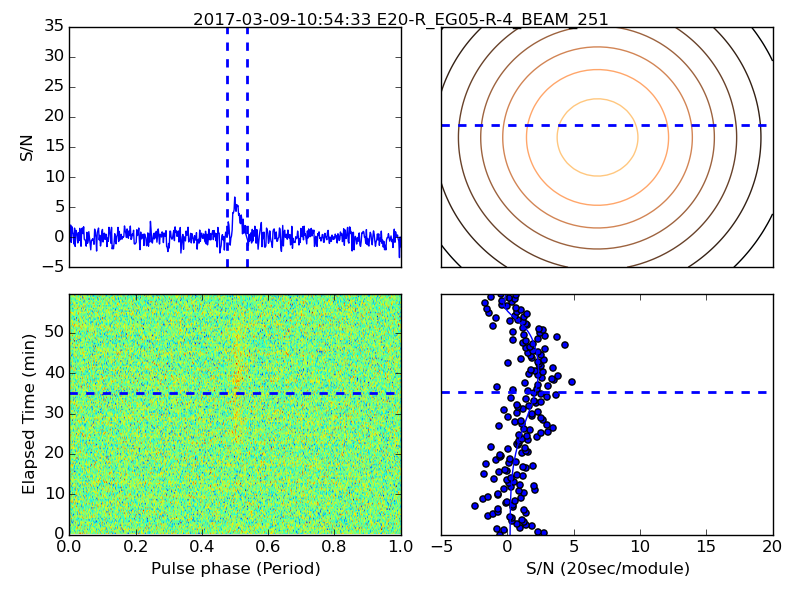 2017-03-09-10:54:33 E20-R_EG05-R-4_BEAM_251
35
30
25
20
15
10
5
0
−5
S/N
50
40
30
20
10
0
Elapsed Time (min)
0.0 0.2 0.4 0.6 0.8 1.0
Pulse phase (Period)
−5 0 5 10 15 20
S/N (20sec/module)